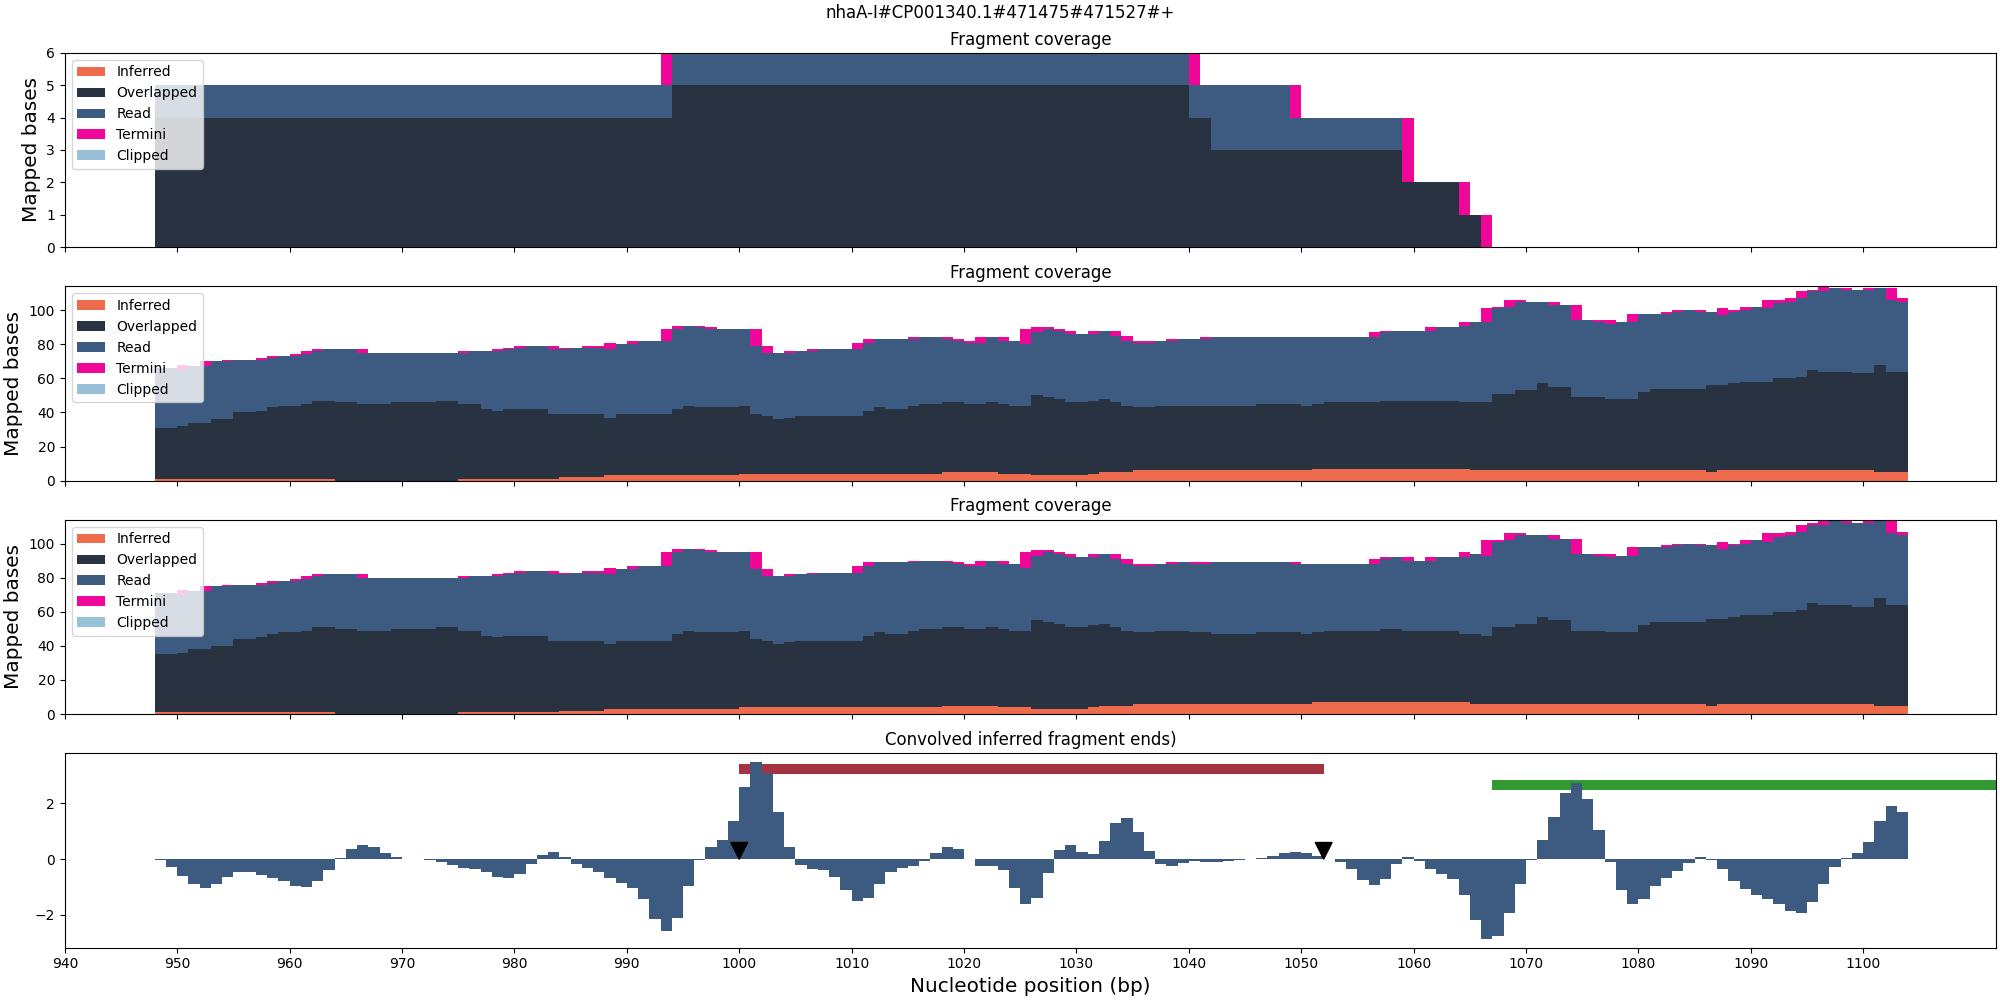 nhaA-I#CP001340.1#471475#471527#+
Fragment coverage
Mapped bases
6
5
4
3
2
1
0
Inferred
Overlapped
Read
Termini
Clipped
Fragment coverage
Mapped bases
100
80
60
40
20
0
Inferred
Overlapped
Read
Termini
Clipped
Fragment coverage
Mapped bases
100
80
60
40
20
0
Inferred
Overlapped
Read
Termini
Clipped
Convolved inferred fragment ends)
2
0
−2
940 950 960 970 980 990 1000 1010 1020 1030 1040 1050 1060 1070 1080 1090 1100
Nucleotide position (bp)